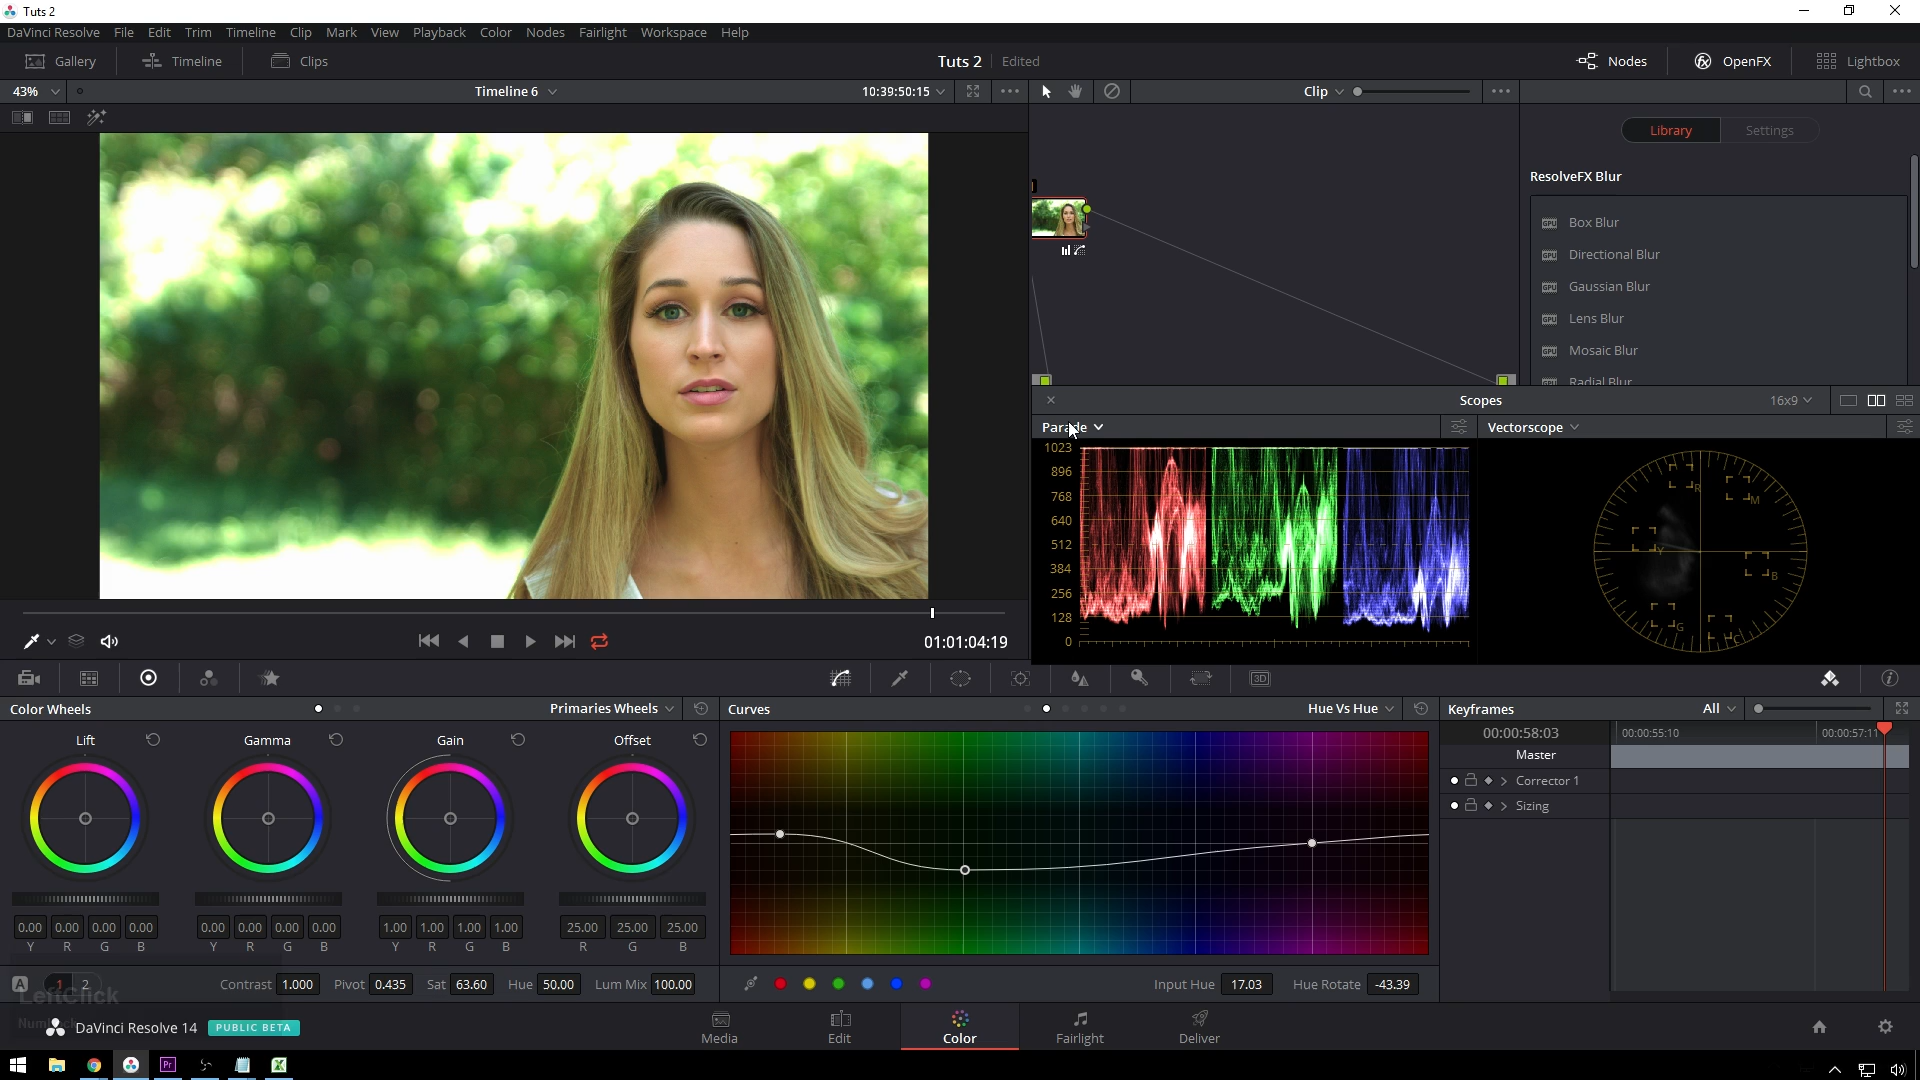 Tuts 2
DaVinci Resolve File Edit Trim Timeline Clip Mark View Playback Color Nodes Fairlight Workspace Help
Gallery Timeline Clips Tuts 2 Edited Nodes OpenFX Lightbox
43% Timeline 6 10:39:50:15 Clip
Library Settings
ResolveFX Blur
Box Blur
Directional Blur
Gaussian Blur
Lens Blur
Mosaic Blur
Radial Blur
Scopes 16x9
Parade Vectorscope
1023
896
768
640
512
384
256
128
0
R
M
Y
B
G
C
01:01:04:19
3D
Color Wheels Primaries Wheels Curves Hue Vs Hue Keyframes All
Lift Gamma Gain Offset
00:00:58:03 00:00:55:10 00:00:57:11
Master
Corrector 1
Sizing
0.00 0.00 0.00 0.00 0.00 0.00 0.00 0.00 1.00 1.00 1.00 1.00 25.00 25.00 25.00
Y R G B Y R G B Y R G B R G B
A 1 2 Contrast 1.000 Pivot 0.435 Sat 63.60 Hue 50.00 Lum Mix 100.00 Input Hue 17.03 Hue Rotate -43.39
LeftClick
DaVinci Resolve 14 PUBLIC BETA
Media Edit Color Fairlight Deliver
Pr